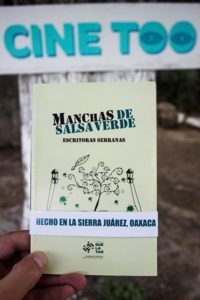 CINE TOO
MANCHAS DE
SALSA VERDE
ESCRITORAS SERRANAS
HECHO EN LA SIERRA JUÁREZ, OAXACA